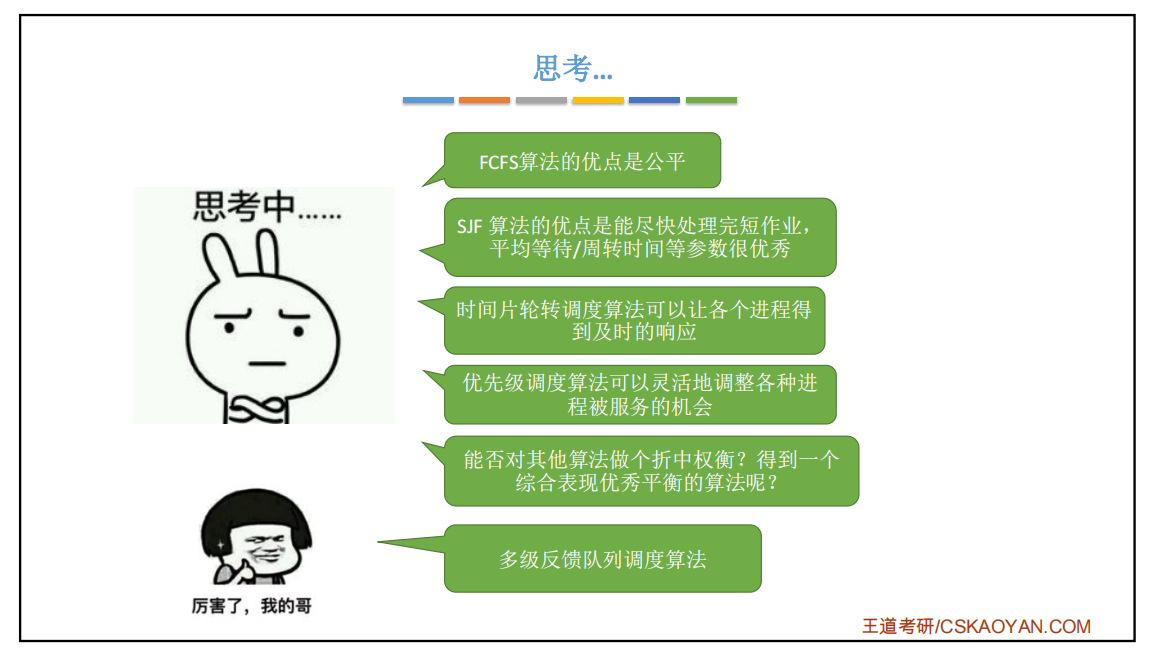 思考…
FCFS算法的优点是公平
思考中……
SJF 算法的优点是能尽快处理完短作业，
平均等待/周转时间等参数很优秀
时间片轮转调度算法可以让各个进程得
到及时的响应
优先级调度算法可以灵活地调整各种进
程被服务的机会
能否对其他算法做个折中权衡？得到一个
综合表现优秀平衡的算法呢？
多级反馈队列调度算法
厉害了，我的哥
王道考研/CSKAOYAN.COM